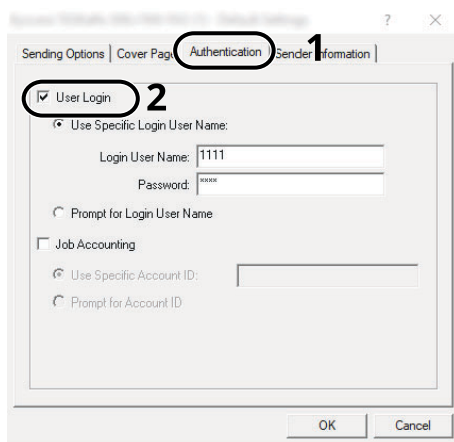 Default Settings
? ×
Sending Options Cover Page Authentication Sender Information
1
User Login 2
Use Specific Login User Name:
Login User Name: 1111
Password: ****
Prompt for Login User Name
Job Accounting
Use Specific Account ID:
Prompt for Account ID
OK Cancel